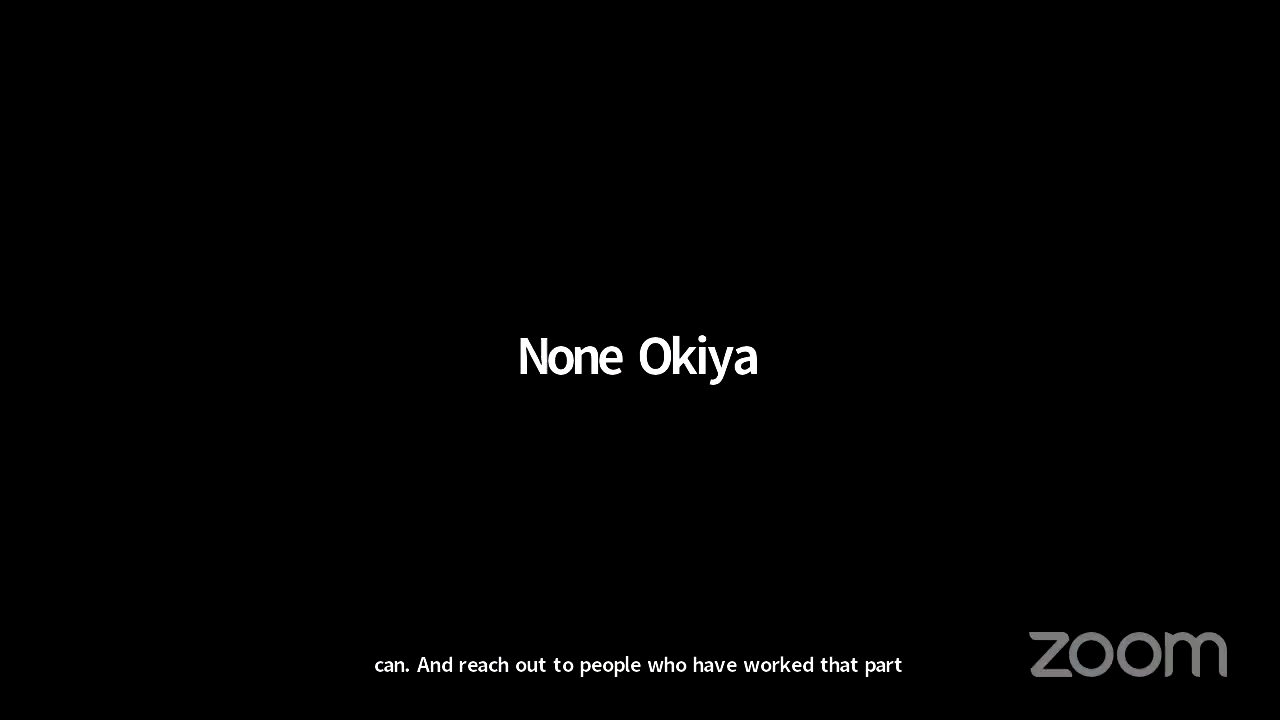 None Okiya
can. And reach out to people who have worked that part
zoom